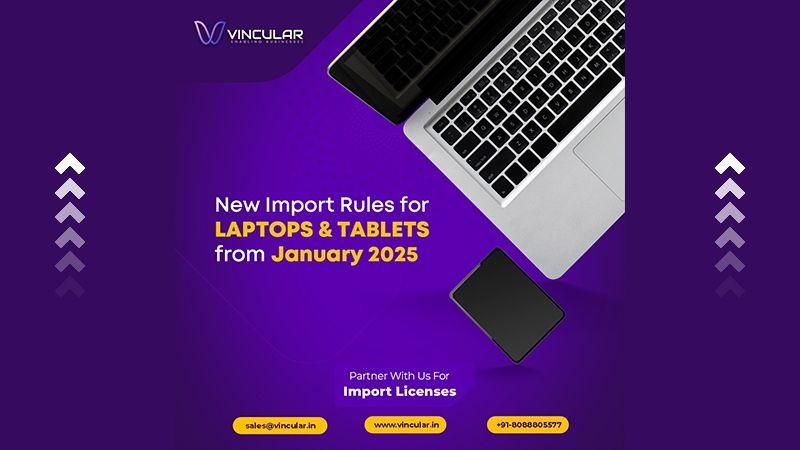 VINCULAR
ENABLING BUSINESSES
New Import Rules for
LAPTOPS & TABLETS
from January 2025
Partner With Us For
Import Licenses
sales@vincular.in
www.vincular.in
+91-8088805577